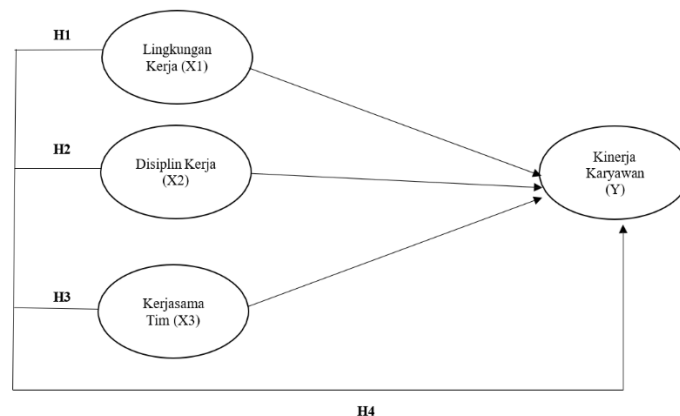 H1
Lingkungan
Kerja (X1)
H2
Disiplin Kerja
(X2)
Kinerja
Karyawan
(Y)
H3
Kerjasama
Tim (X3)
H4